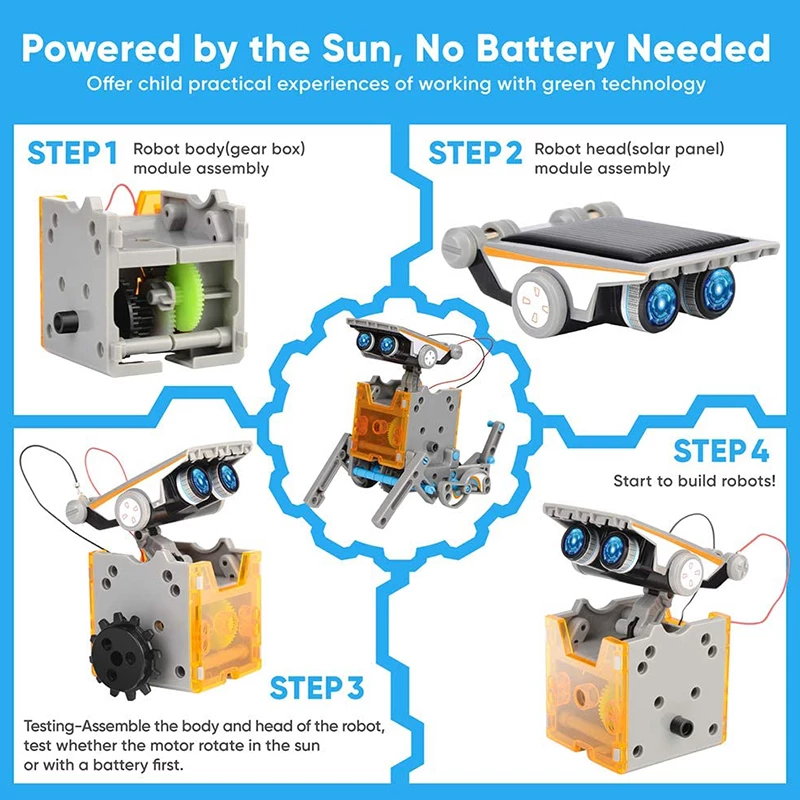 Powered by the Sun, No Battery Needed
Offer child practical experiences of working with green technology
STEP 1 Robot body(gear box)
module assembly
STEP 2 Robot head(solar panel)
module assembly
STEP 3
Testing-Assemble the body and head of the robot,
test whether the motor rotate in the sun
or with a battery first.
STEP 4
Start to build robots!